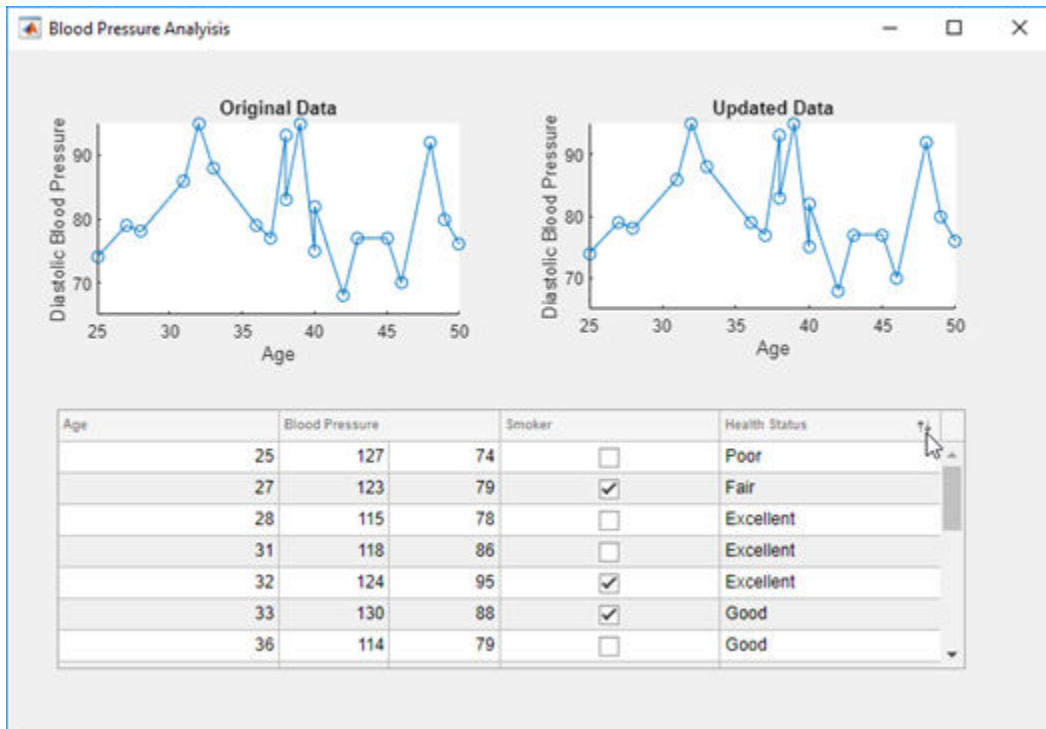 Blood Pressure Analyisis
Original Data
Diastolic Blood Pressure
90
80
70
25 30 35 40 45 50
Age
Updated Data
Diastolic Blood Pressure
90
80
70
25 30 35 40 45 50
Age
Age Blood Pressure Smoker Health Status
25 127 74 Poor
27 123 79 Fair
28 115 78 Excellent
31 118 86 Excellent
32 124 95 Excellent
33 130 88 Good
36 114 79 Good